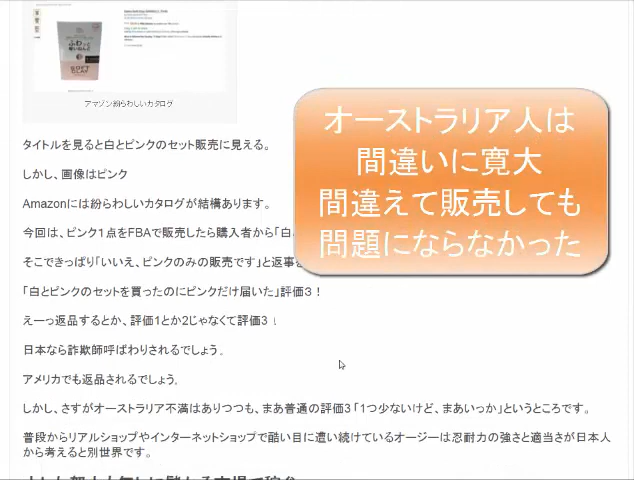 ふわっと
軽いねんど
SOFT
CLAY
アマゾン紛らわしいカタログ
オーストラリア人は
間違いに寛大
間違えて販売しても
問題にならなかった
タイトルを見ると白とピンクのセット販売に見える。
しかし、画像はピンク
Amazonには紛らわしいカタログが結構あります。
今回は、ピンク1点をFBAで販売したら購入者から「白
そこできっぱり「いいえ、ピンクのみの販売です」と返事を
「白とピンクのセットを買ったのにピンクだけ届いた」評価3！
えーっ返品するとか、評価1とか2じゃなくて評価3！
日本なら詐欺師呼ばわりされるでしょう。
アメリカでも返品されるでしょう。
しかし、さすがオーストラリア不満はありつつも、まあ普通の評価3「1つ少ないけど、まあいっか」というところです。
普段からリアルショップやインターネットショップで酷い目に遭い続けているオージーは忍耐力の強さと適当さが日本人
から考えると別世界です。